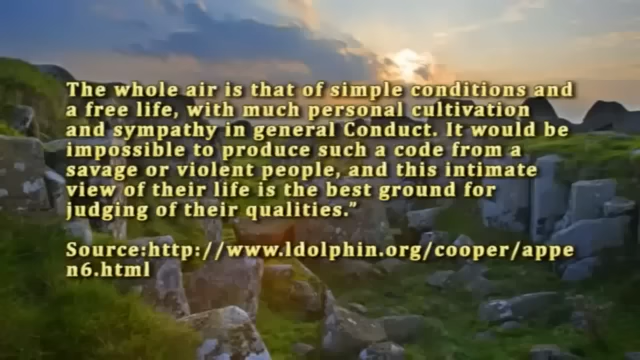 The whole air is that of simple conditions and
a free life, with much personal cultivation
and sympathy in general Conduct. It would be
impossible to produce such a code from a
savage or violent people, and this intimate
view of their life is the best ground for
judging of their qualities.”
Source:http://www.ldolphin.org/cooper/appe
n6.html